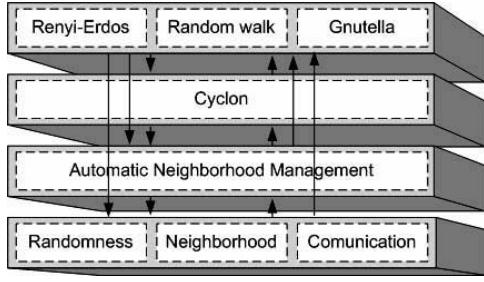 Renyi-Erdos Random walk Gnutella
Cyclon
Automatic Neighborhood Management
Randomness Neighborhood Comunication